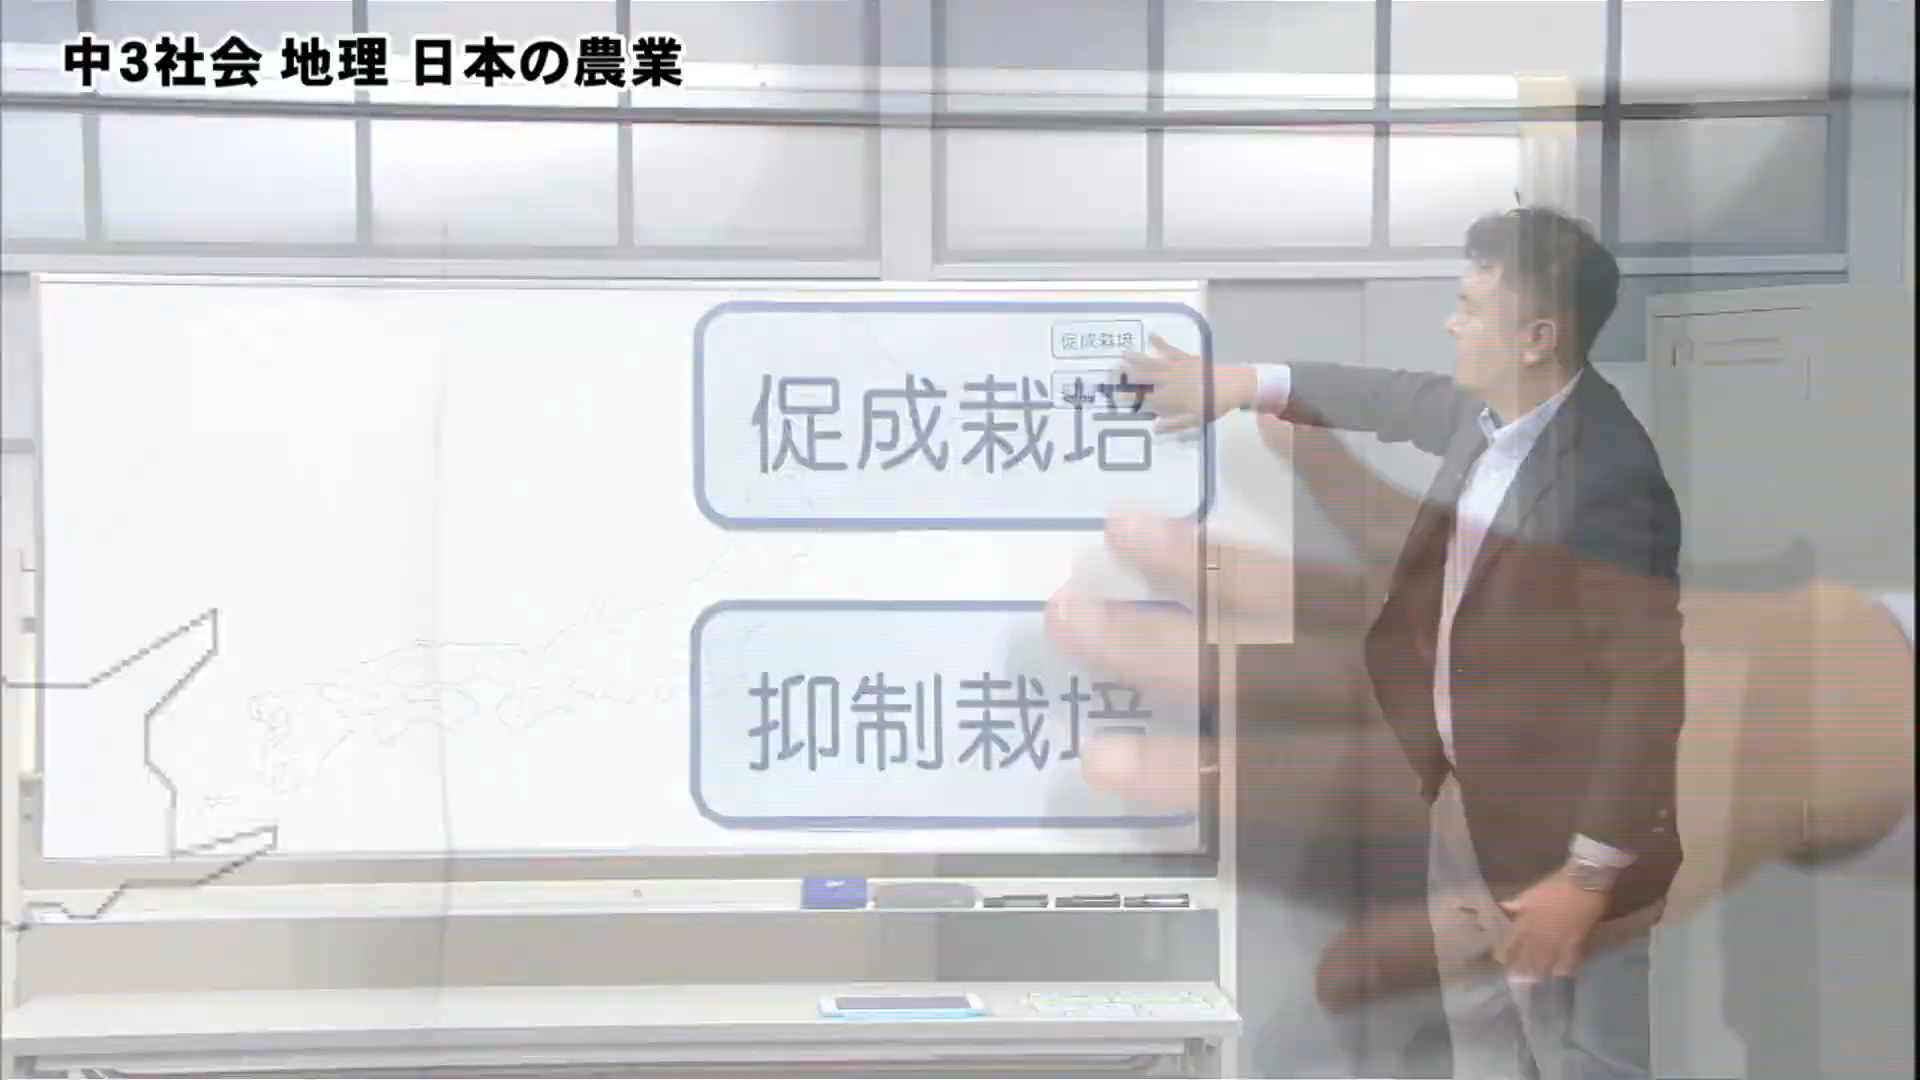 中3社会 地理 日本の農業
促成栽培
促成栽培
抑制栽培